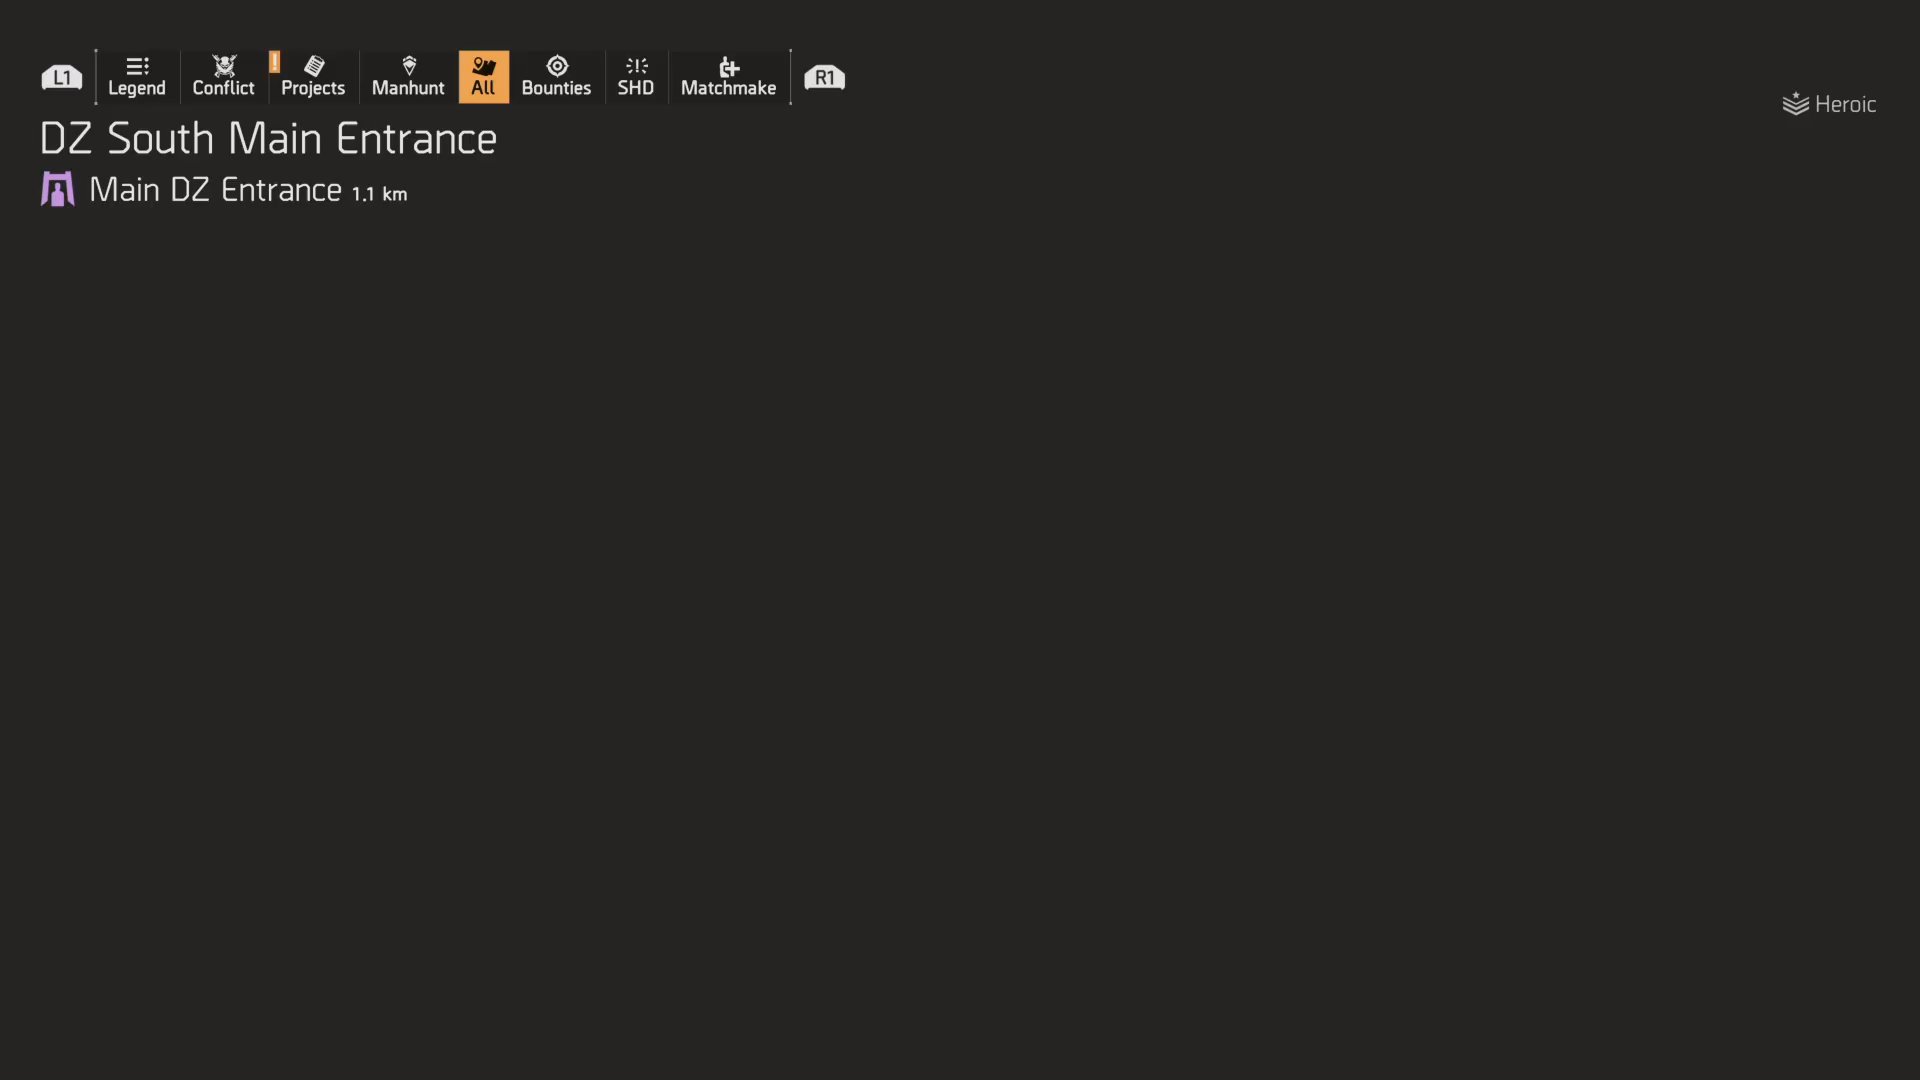 L1 Legend Conflict ! Projects Manhunt All Bounties SHD Matchmake R1
Heroic
DZ South Main Entrance
Main DZ Entrance 1.1 km